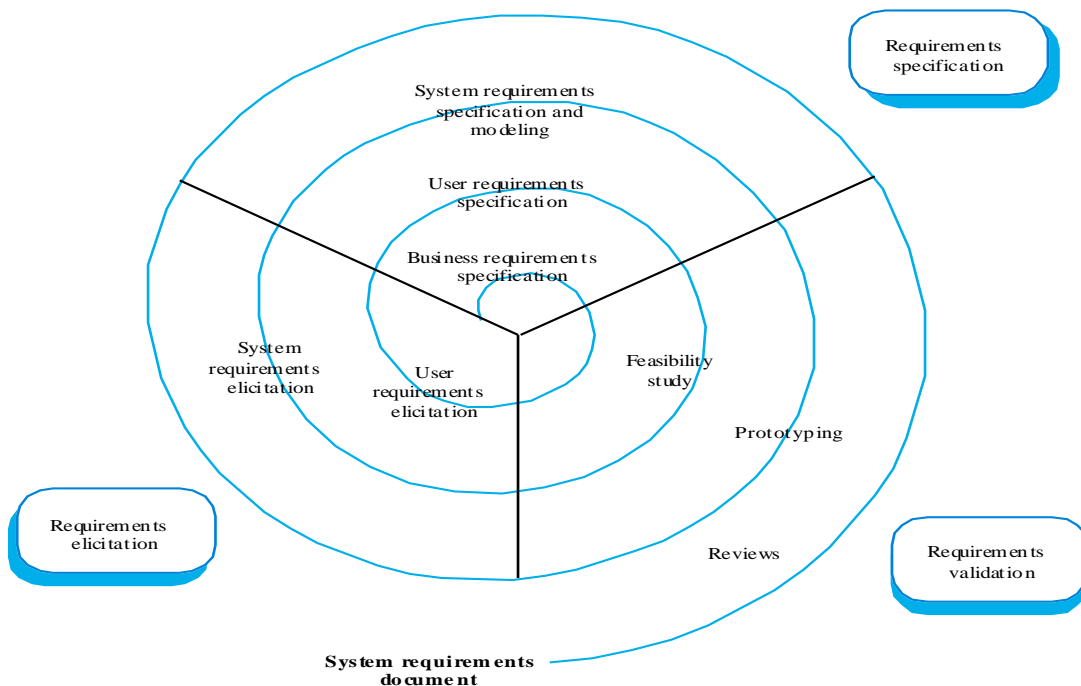 Requirements
specification
System requirements
specification and
modeling
User requirements
specification
Business requirements
specification
System
requirements
elicitation
User
requirements
elicitation
Feasibility
study
Prototyping
Requirements
elicitation
Reviews
Requirements
validation
System requirements
document